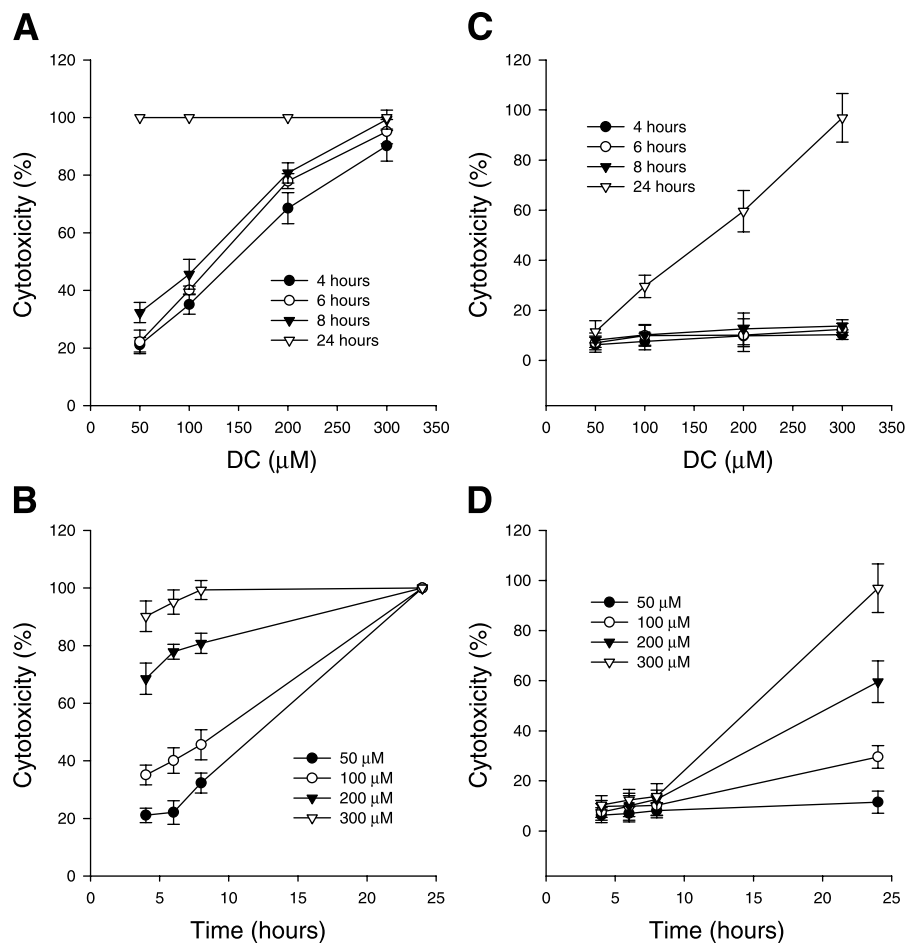 A
120
100
80
60
40
20
0
Cytotoxicity (%)
4 hours
6 hours
8 hours
24 hours
0 50 100 150 200 250 300 350
DC (μM)
C
120
100
80
60
40
20
0
Cytotoxicity (%)
4 hours
6 hours
8 hours
24 hours
0 50 100 150 200 250 300 350
DC (μM)
B
120
100
80
60
40
20
0
Cytotoxicity (%)
50 μM
100 μM
200 μM
300 μM
0 5 10 15 20 25
Time (hours)
D
120
100
80
60
40
20
0
Cytotoxicity (%)
50 μM
100 μM
200 μM
300 μM
0 5 10 15 20 25
Time (hours)